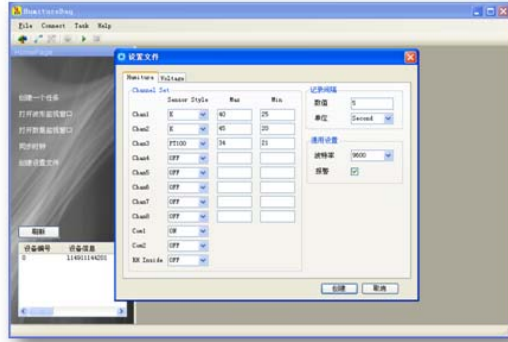 HumitureDaq
File Connect Task Help
HomePage
创建一个任务
打开波形监视窗口
打开数据监视窗口
同步时钟
创建设置文件
刷新
设备编号 设备信息
0 114911144201
设置文件
Humiture Voltage
Channel Set
Sensor Style Max Min
Chan1 K 40 25
Chan2 K 45 20
Chan3 PT100 34 21
Chan4 OFF
Chan5 OFF
Chan6 OFF
Chan7 OFF
Chan8 OFF
Com1 ON
Com2 OFF
RH Inside OFF
记录间隔
数值 5
单位 Second
通用设置
波特率 9600
报警
创建 取消